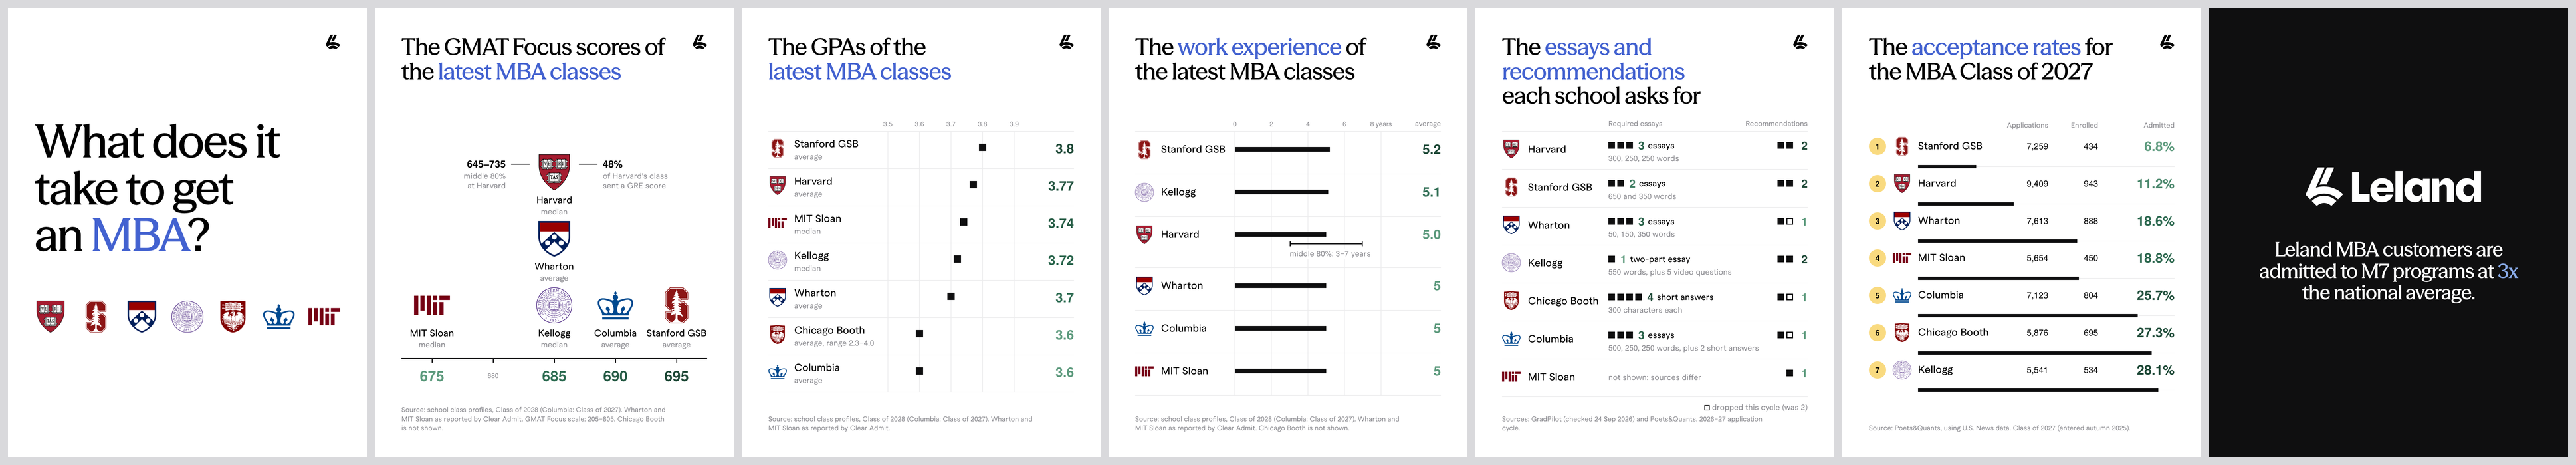 What does it
take to get
an MBA?
The GMAT Focus scores of
the latest MBA classes
645–735
middle 80%
at Harvard
48%
of Harvard's class
sent a GRE score
Harvard
median
Wharton
average
MIT Sloan
median
Kellogg
median
Columbia
average
Stanford GSB
average
675
680
685
690
695
Source: school class profiles, Class of 2028 (Columbia: Class of 2027). Wharton and
MIT Sloan as reported by Clear Admit. GMAT Focus scale: 205–805. Chicago Booth
is not shown.
The GPAs of the
latest MBA classes
3.5 3.6 3.7 3.8 3.9
Stanford GSB
average
3.8
Harvard
average
3.77
MIT Sloan
median
3.74
Kellogg
median
3.72
Wharton
average
3.7
Chicago Booth
average, range 2.3–4.0
3.6
Columbia
average
3.6
Source: school class profiles, Class of 2028 (Columbia: Class of 2027). Wharton and
MIT Sloan as reported by Clear Admit.
The work experience of
the latest MBA classes
0 2 4 6 8 years average
Stanford GSB 5.2
Kellogg 5.1
Harvard 5.0
middle 80%: 3–7 years
Wharton 5
Columbia 5
MIT Sloan 5
Source: school class profiles, Class of 2028 (Columbia: Class of 2027). Wharton and
MIT Sloan as reported by Clear Admit. Chicago Booth is not shown.
The essays and
recommendations
each school asks for
Required essays Recommendations
Harvard 3 essays 2
300, 250, 250 words
Stanford GSB 2 essays 2
650 and 350 words
Wharton 3 essays 1
50, 150, 350 words
Kellogg 1 two-part essay 2
550 words, plus 5 video questions
Chicago Booth 4 short answers 1
300 characters each
Columbia 3 essays 1
500, 250, 250 words, plus 2 short answers
MIT Sloan not shown: sources differ 1
dropped this cycle (was 2)
Sources: GradPilot (checked 24 Sep 2026) and Poets&Quants. 2026–27 application
cycle.
The acceptance rates for
the MBA Class of 2027
Applications Enrolled Admitted
1 Stanford GSB 7,259 434 6.8%
2 Harvard 9,409 943 11.2%
3 Wharton 7,613 888 18.6%
4 MIT Sloan 5,654 450 18.8%
5 Columbia 7,123 804 25.7%
6 Chicago Booth 5,876 695 27.3%
7 Kellogg 5,541 534 28.1%
Source: Poets&Quants, using U.S. News data. Class of 2027 (entered autumn 2025).
Leland
Leland MBA customers are
admitted to M7 programs at 3x
the national average.